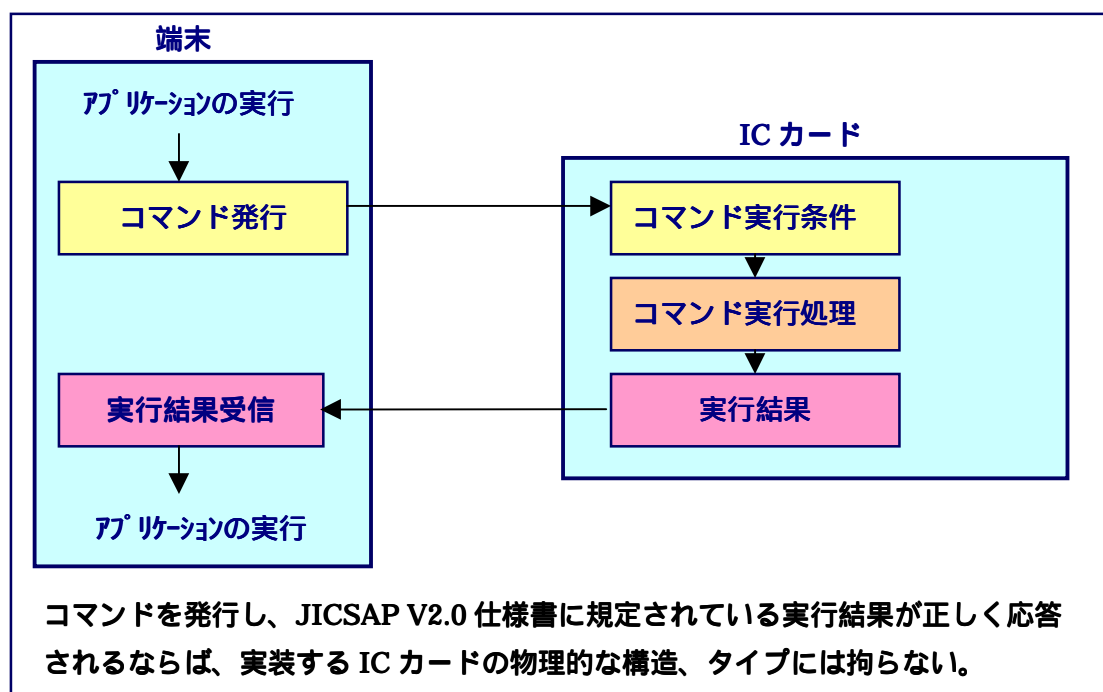 端末
ｱﾌﾟﾘｹｰｼｮﾝの実行
IC カード
コマンド発行
コマンド実行条件
コマンド実行処理
実行結果受信
実行結果
ｱﾌﾟﾘｹｰｼｮﾝの実行
コマンドを発行し、JICSAP V2.0 仕様書に規定されている実行結果が正しく応答
されるならば、実装する IC カードの物理的な構造、タイプには拘らない。